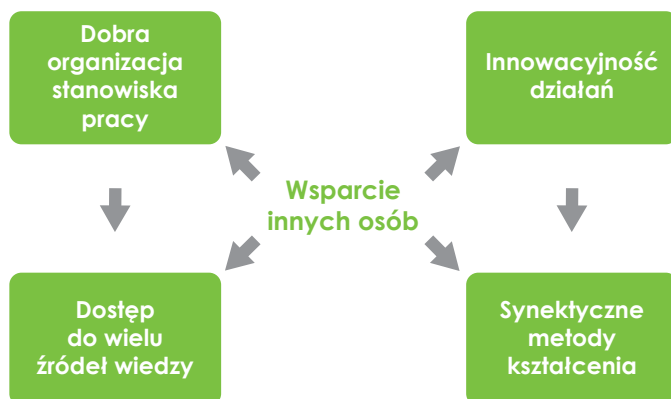 Dobra
organizacja
stanowiska
pracy
Innowacyjność
działań
Wsparcie
innych osób
Dostęp
do wielu
źródeł wiedzy
Synektyczne
metody
kształcenia